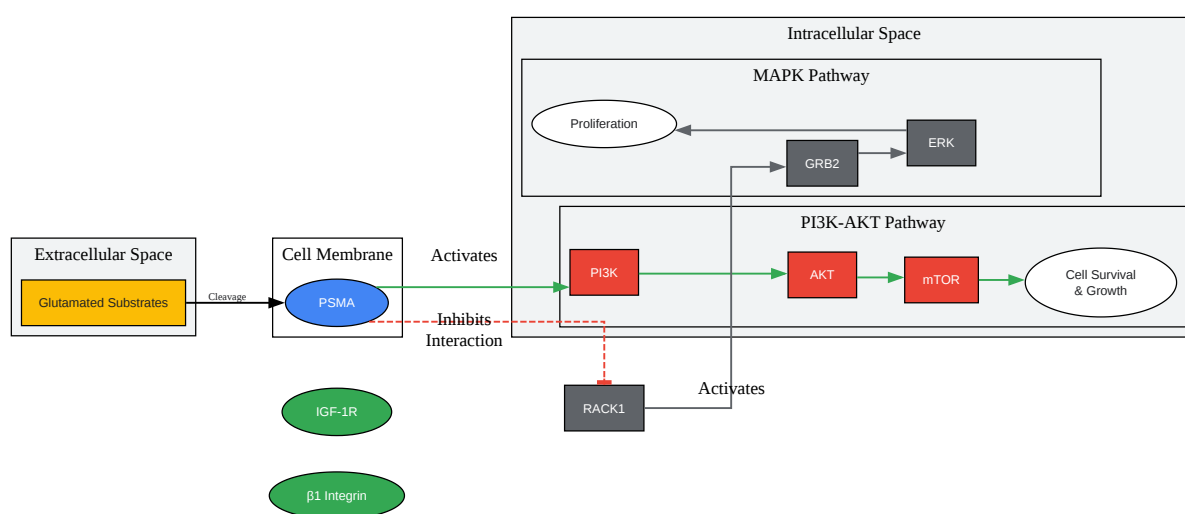 Intracellular Space
MAPK Pathway
Proliferation
ERK
GRB2
PI3K-AKT Pathway
Extracellular Space
Cell Membrane
Activates
PI3K
AKT
mTOR
Cell Survival
& Growth
Glutamated Substrates
Cleavage
PSMA
Inhibits
Interaction
Activates
RACK1
IGF-1R
β1 Integrin